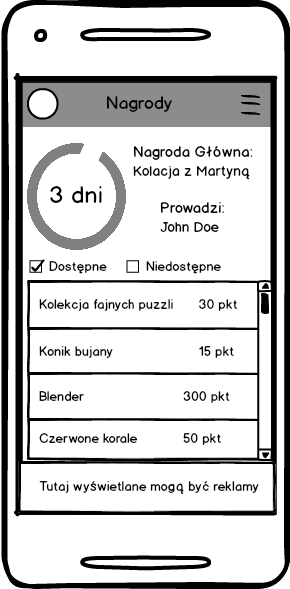 Nagrody
Nagroda Główna:
Kolacja z Martyną
3 dni
Prowadzi:
John Doe
Dostępne Niedostępne
Kolekcja fajnych puzzli 30 pkt
Konik bujany 15 pkt
Blender 300 pkt
Czerwone korale 50 pkt
Tutaj wyświetlane mogą być reklamy